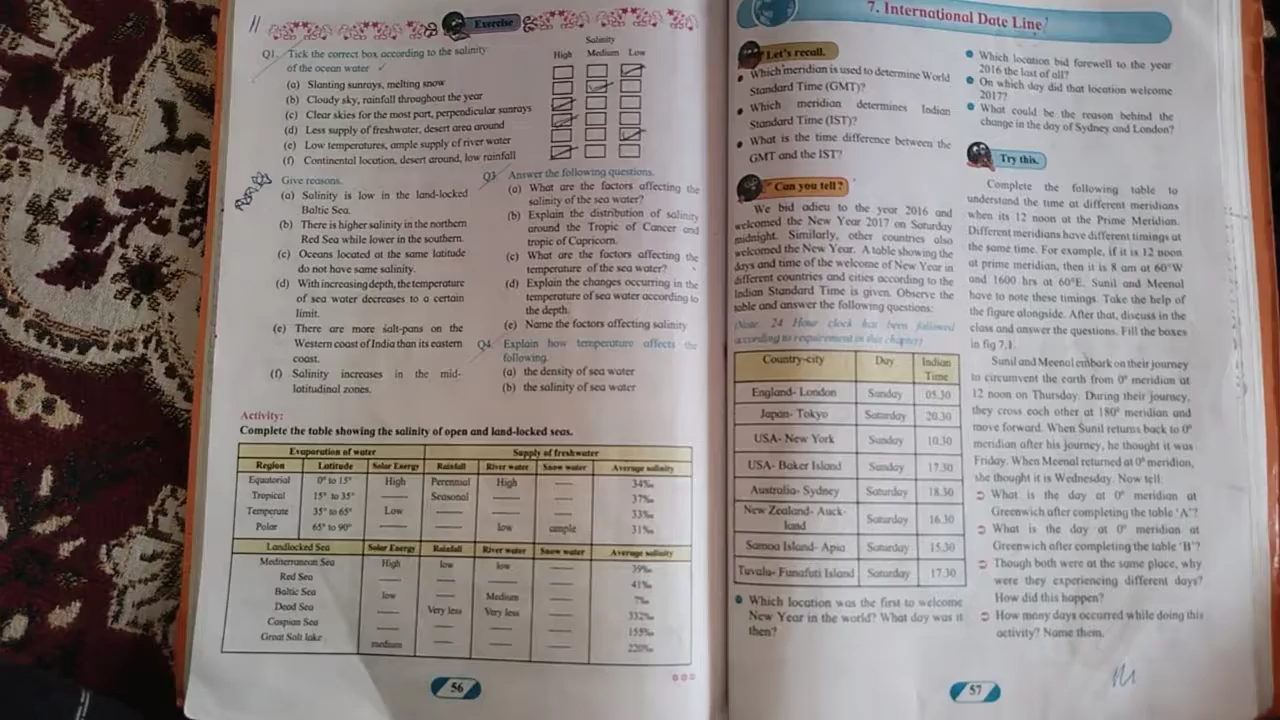 11
Exercise
Q1. Tick the correct box according to the salinity
of the ocean water
Salinity
High Medium Low
(a) Slanting sunrays, melting snow
(b) Cloudy sky, rainfall throughout the year
(c) Clear skies for the most part, perpendicular sunrays
(d) Less supply of freshwater, desert area around
(e) Low temperatures, ample supply of river water
(f) Continental location, desert around, low rainfall
Give reasons.
(a) Salinity is low in the land-locked
Baltic Sea.
(b) There is higher salinity in the northern
Red Sea while lower in the southern.
(c) Oceans located at the same latitude
do not have same salinity.
(d) With increasing depth, the temperature
of sea water decreases to a certain
limit.
(e) There are more salt-pans on the
Western coast of India than its eastern
coast.
(f) Salinity increases in the mid-
latitudinal zones.
Q3. Answer the following questions.
(a) What are the factors affecting the
salinity of the sea water?
(b) Explain the distribution of salinity
around the Tropic of Cancer and
tropic of Capricorn.
(c) What are the factors affecting the
temperature of the sea water?
(d) Explain the changes occurring in the
temperature of sea water according to
the depth.
(e) Name the factors affecting salinity
Q4. Explain how temperature affects the
following.
(a) the density of sea water
(b) the salinity of sea water
Activity:
Complete the table showing the salinity of open and land-locked seas.
Evaporation of water Supply of freshwater
Region Latitude Solar Energy Rainfall River water Snow water Average salinity
Equatorial 0° to 15° High Perennial High —— 34‰
Tropical 15° to 35° —— Seasonal —— —— 37‰
Temperate 35° to 65° Low —— —— —— 33‰
Polar 65° to 90° —— —— low ample 31‰
Landlocked Sea Solar Energy Rainfall River water Snow water Average salinity
Mediterranean Sea High low low —— 39‰
Red Sea —— —— —— —— 41‰
Baltic Sea low —— Medium —— 7‰
Dead Sea —— Very less Very less —— 332‰
Caspian Sea —— —— —— 155‰
Great Salt lake medium —— —— —— 220‰
56
7. International Date Line
Let's recall.
• Which meridian is used to determine World
Standard Time (GMT)?
• Which meridian determines Indian
Standard Time (IST)?
• What is the time difference between the
GMT and the IST?
Can you tell?
We bid adieu to the year 2016 and
welcomed the New Year 2017 on Saturday
midnight. Similarly, other countries also
welcomed the New Year. A table showing the
days and time of the welcome of New Year in
different countries and cities according to the
Indian Standard Time is given. Observe the
table and answer the following questions:
(Note: 24 Hour clock has been followed
according to requirement in this chapter)
Country-city Day Indian Time
England- London Sunday 05.30
Japan- Tokyo Saturday 20.30
USA- New York Sunday 10.30
USA- Baker Island Sunday 17.30
Australia- Sydney Saturday 18.30
New Zealand- Auck-
land Saturday 16.30
Samoa Island- Apia Saturday 15.30
Tuvalu- Funafuti Island Saturday 17.30
• Which location was the first to welcome
New Year in the world? What day was it
then?
• Which location bid farewell to the year
2016 the last of all?
• On which day did that location welcome
2017?
• What could be the reason behind the
change in the day of Sydney and London?
Try this.
Complete the following table to
understand the time at different meridians
when its 12 noon at the Prime Meridian.
Different meridians have different timings at
the same time. For example, if it is 12 noon
at prime meridian, then it is 8 am at 60°W
and 1600 hrs at 60°E. Sunil and Meenal
have to note these timings. Take the help of
the figure alongside. After that, discuss in the
class and answer the questions. Fill the boxes
in fig 7.1.
Sunil and Meenal embark on their journey
to circumvent the earth from 0° meridian at
12 noon on Thursday. During their journey,
they cross each other at 180° meridian and
move forward. When Sunil returns back to 0°
meridian after his journey, he thought it was
Friday. When Meenal returned at 0° meridian,
she thought it is Wednesday. Now tell:
What is the day at 0° meridian at
Greenwich after completing the table 'A'?
What is the day at 0° meridian at
Greenwich after completing the table 'B'?
Though both were at the same place, why
were they experiencing different days?
How did this happen?
How many days occurred while doing this
activity? Name them.
57